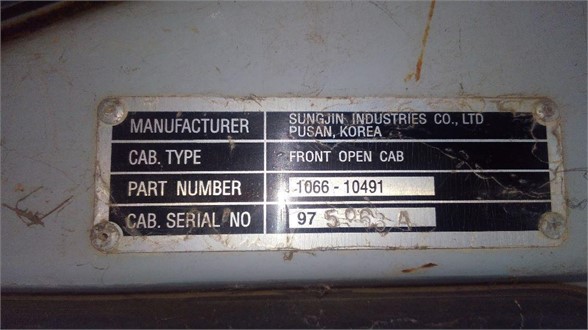 MANUFACTURER SUNGJIN INDUSTRIES CO., LTD
PUSAN, KOREA
CAB. TYPE FRONT OPEN CAB
PART NUMBER 1066 - 10491
CAB. SERIAL NO 97